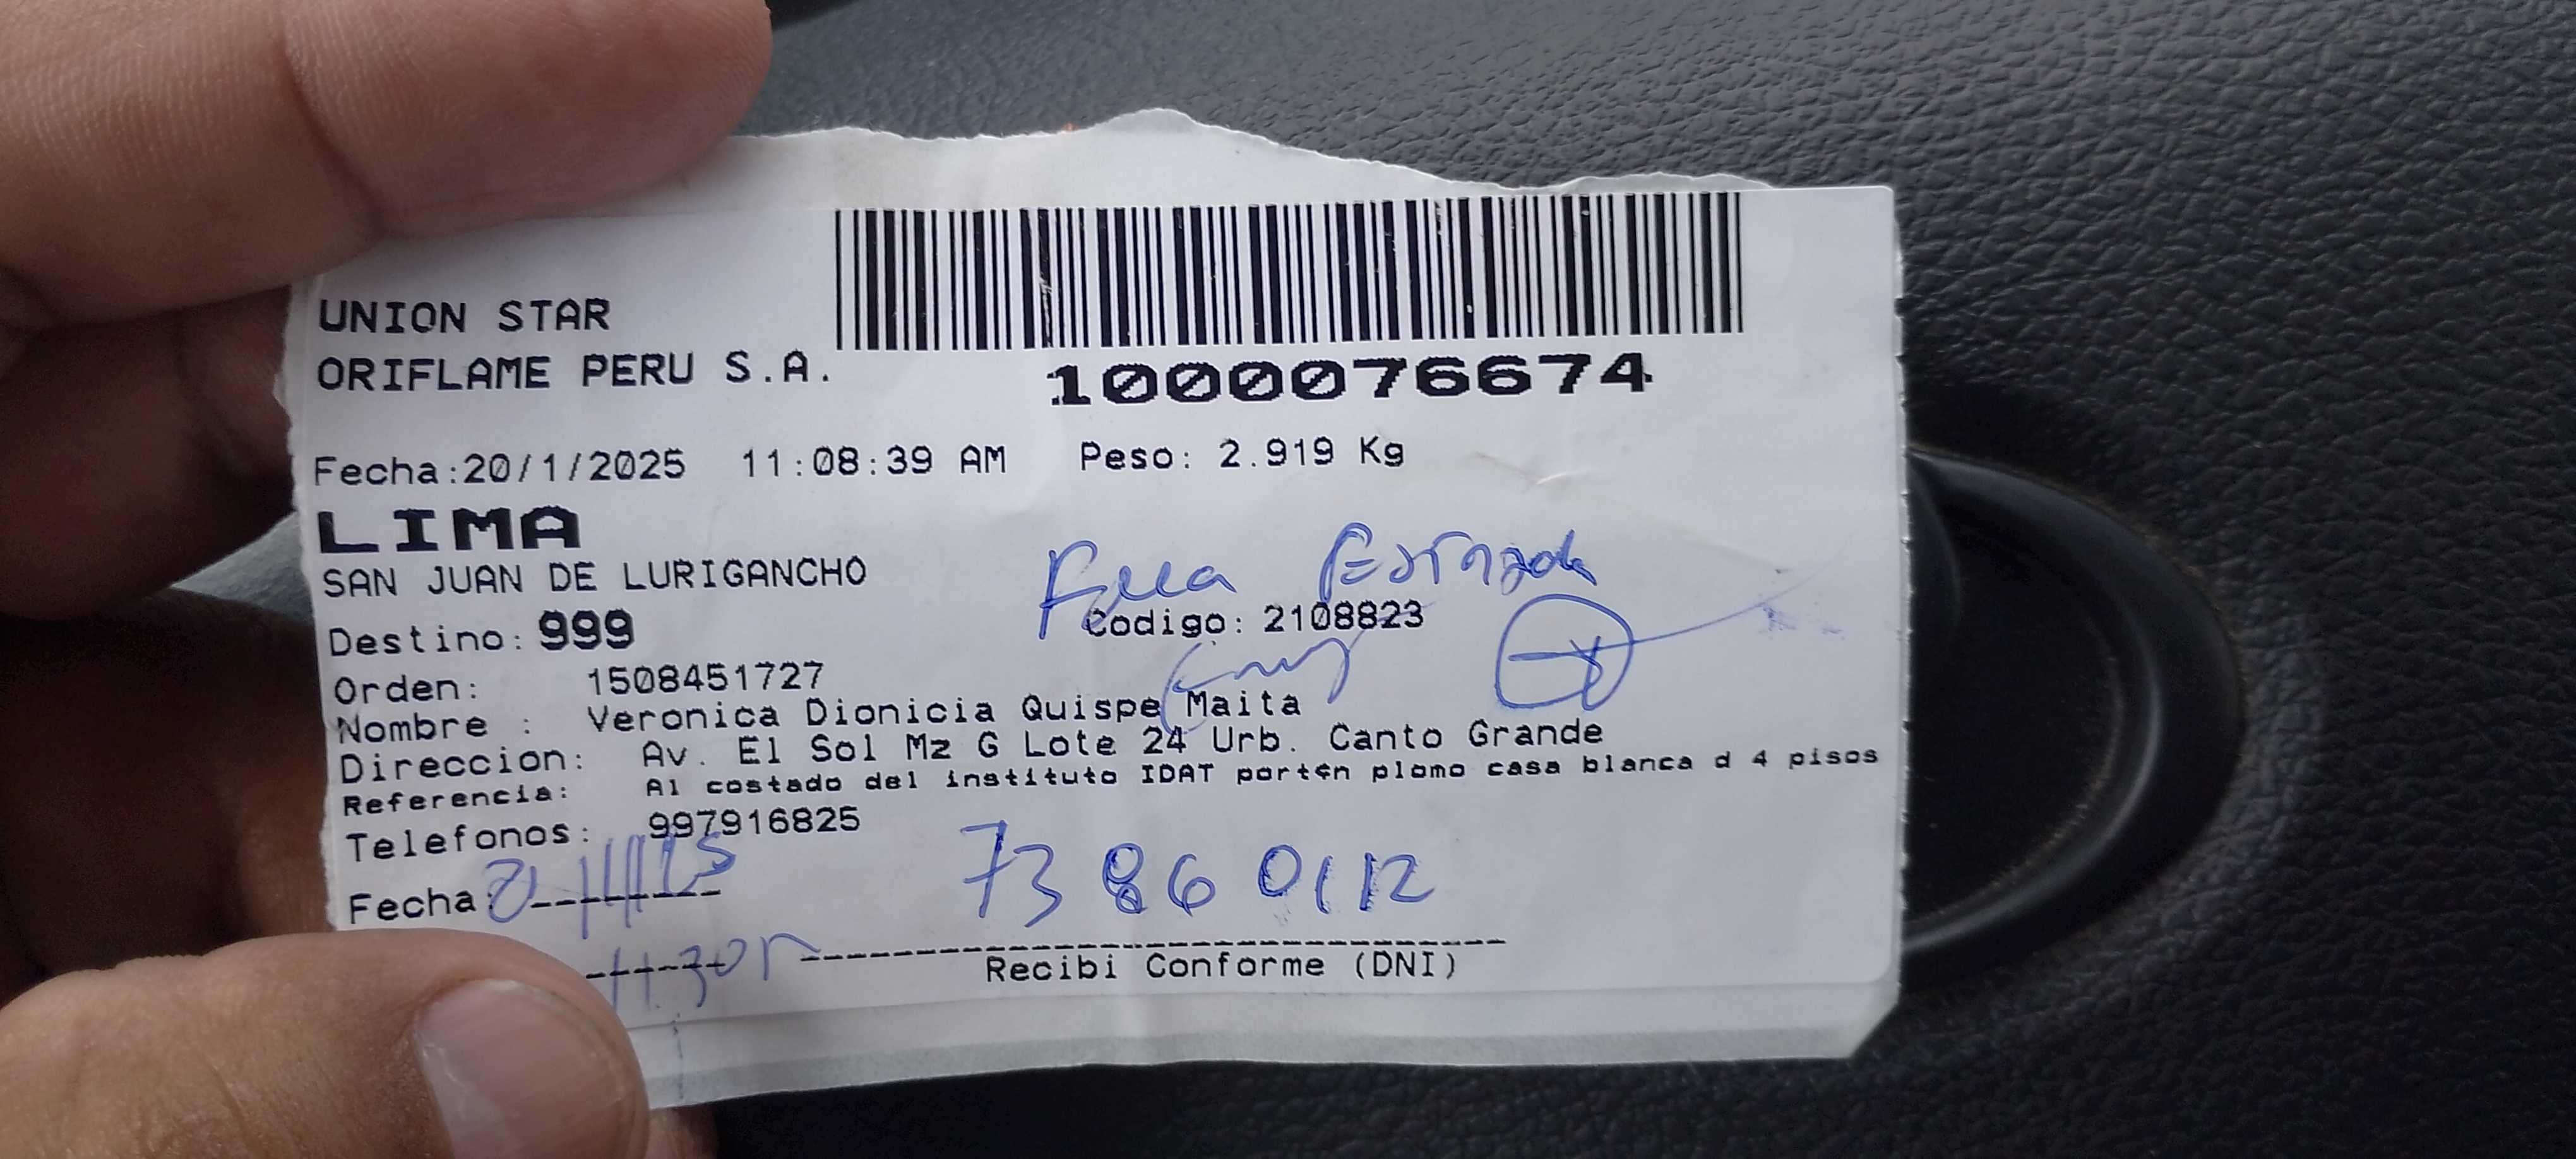 UNION STAR
ORIFLAME PERU S.A.
1000076674
Fecha:20/1/2025 11:08:39 AM Peso: 2.919 Kg
LIMA
SAN JUAN DE LURIGANCHO
Destino: 999
Codigo: 2108823
Orden: 1508451727
Nombre : Veronica Dionicia Quispe Maita
Direccion: Av. El Sol Mz G Lote 24 Urb. Canto Grande
Referencia: Al costado del instituto IDAT port¢n plomo casa blanca d 4 pisos
Telefonos: 997916825
Fecha:
73860112
11:30
Recibi Conforme (DNI)